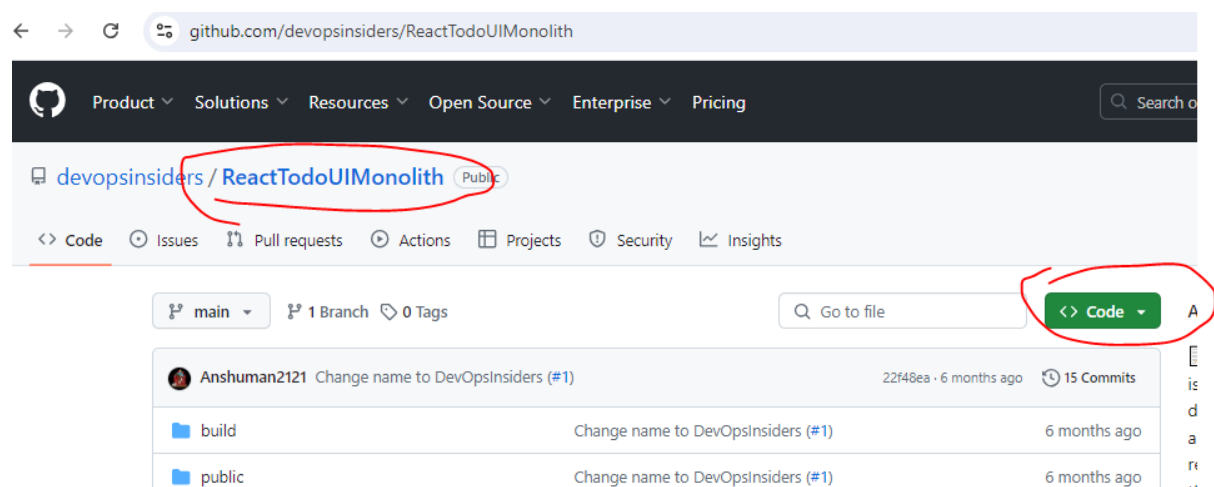 github.com/devopsinsiders/ReactTodoUIMonolith
Product Solutions Resources Open Source Enterprise Pricing Search o
devopsinsiders / ReactTodoUIMonolith Public
<> Code Issues Pull requests Actions Projects Security Insights
main 1 Branch 0 Tags Go to file <> Code A
Anshuman2121 Change name to DevOpsInsiders (#1) 22f48ea · 6 months ago 15 Commits
is
d
build Change name to DevOpsInsiders (#1) 6 months ago
a
re
public Change name to DevOpsInsiders (#1) 6 months ago